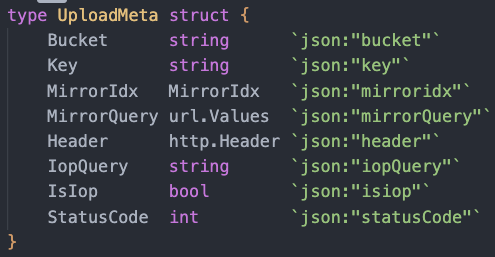 type UploadMeta struct {
    Bucket      string      `json:"bucket"`
    Key         string      `json:"key"`
    MirrorIdx   MirrorIdx   `json:"mirroridx"`
    MirrorQuery url.Values  `json:"mirrorQuery"`
    Header      http.Header `json:"header"`
    IopQuery    string      `json:"iopQuery"`
    IsIop       bool        `json:"isiop"`
    StatusCode  int         `json:"statusCode"`
}